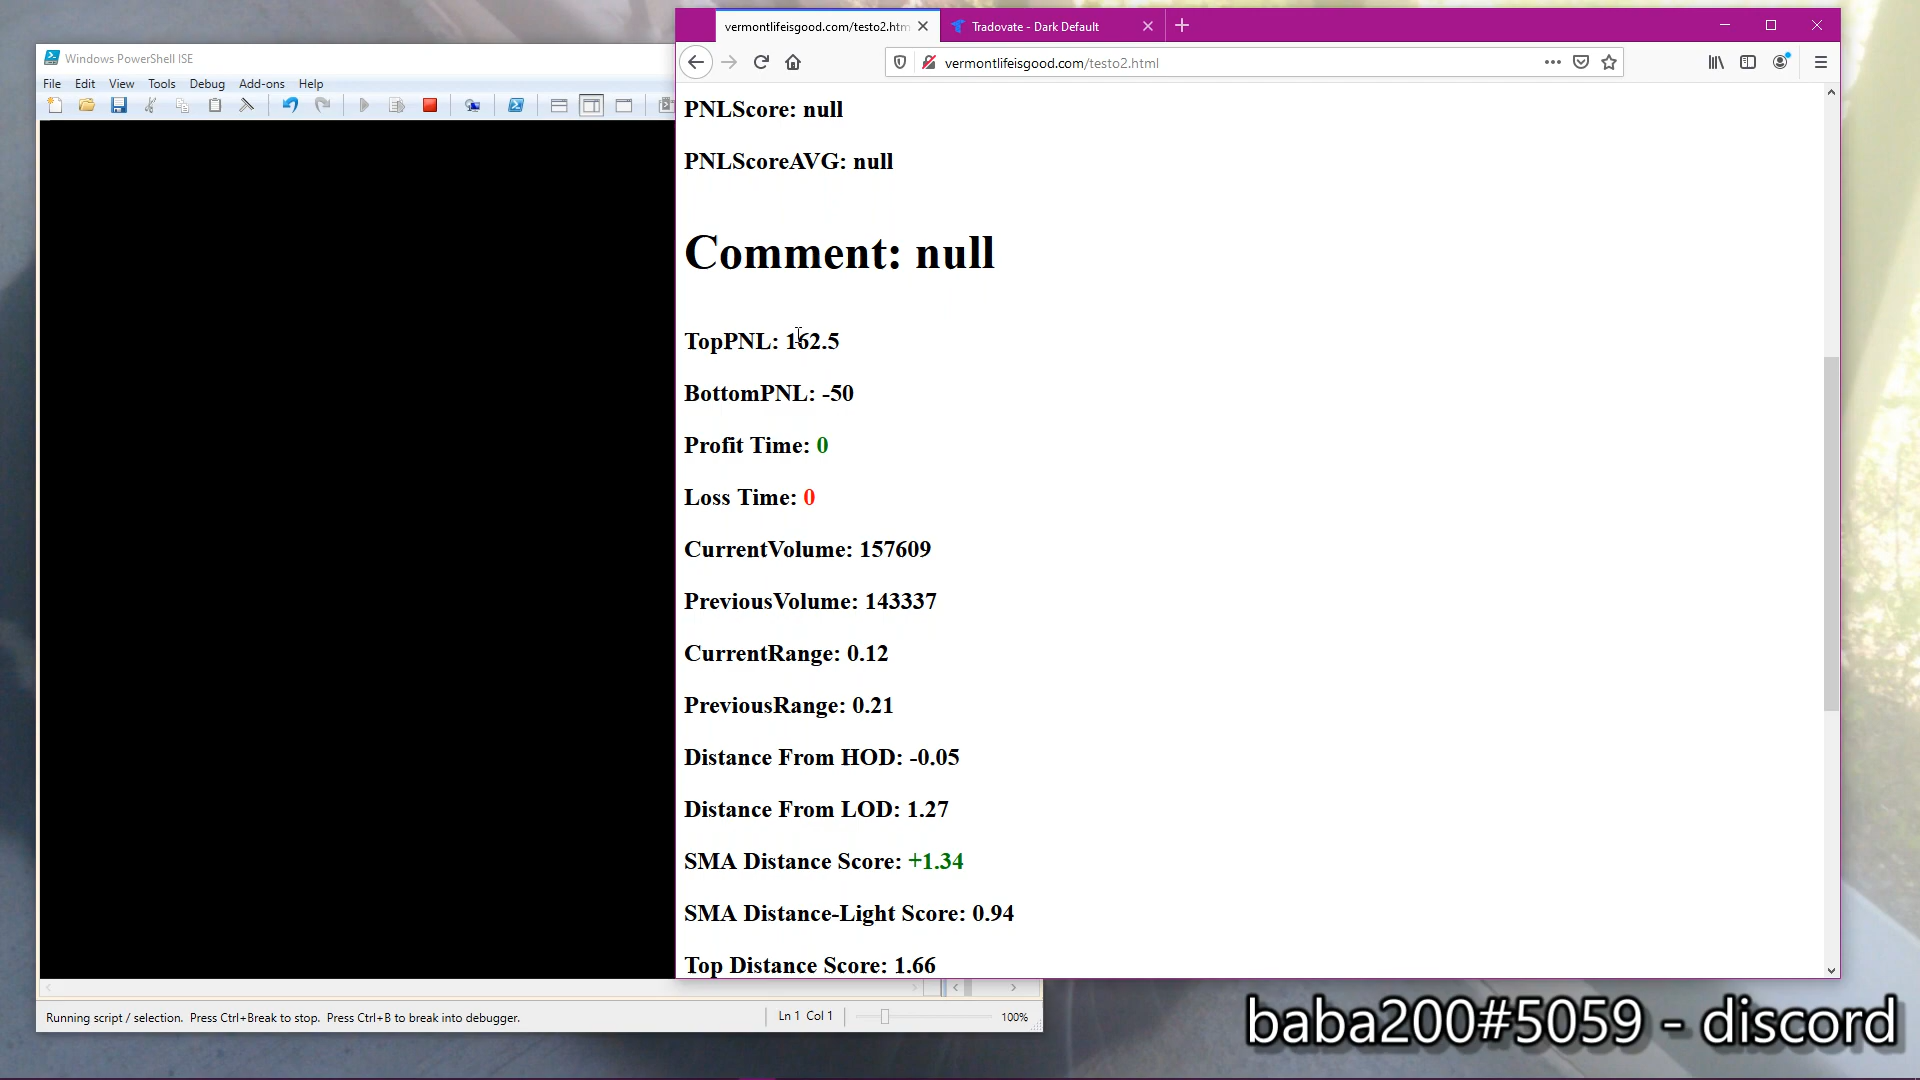 Windows PowerShell ISE
File Edit View Tools Debug Add-ons Help
vermontlifeisgood.com/testo2.htm
Tradovate - Dark Default
vermontlifeisgood.com/testo2.html
PNLScore: null
PNLScoreAVG: null
Comment: null
TopPNL: 162.5
BottomPNL: -50
Profit Time: 0
Loss Time: 0
CurrentVolume: 157609
PreviousVolume: 143337
CurrentRange: 0.12
PreviousRange: 0.21
Distance From HOD: -0.05
Distance From LOD: 1.27
SMA Distance Score: +1.34
SMA Distance-Light Score: 0.94
Top Distance Score: 1.66
Running script / selection. Press Ctrl+Break to stop. Press Ctrl+B to break into debugger.
Ln 1 Col 1
100%
baba200#5059 - discord